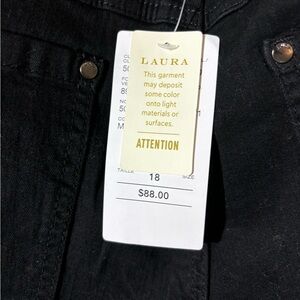 LAURA
This garment
may deposit
some color
onto light
materials or
surfaces.
ATTENTION
TAILLE 18 SIZE
$88.00